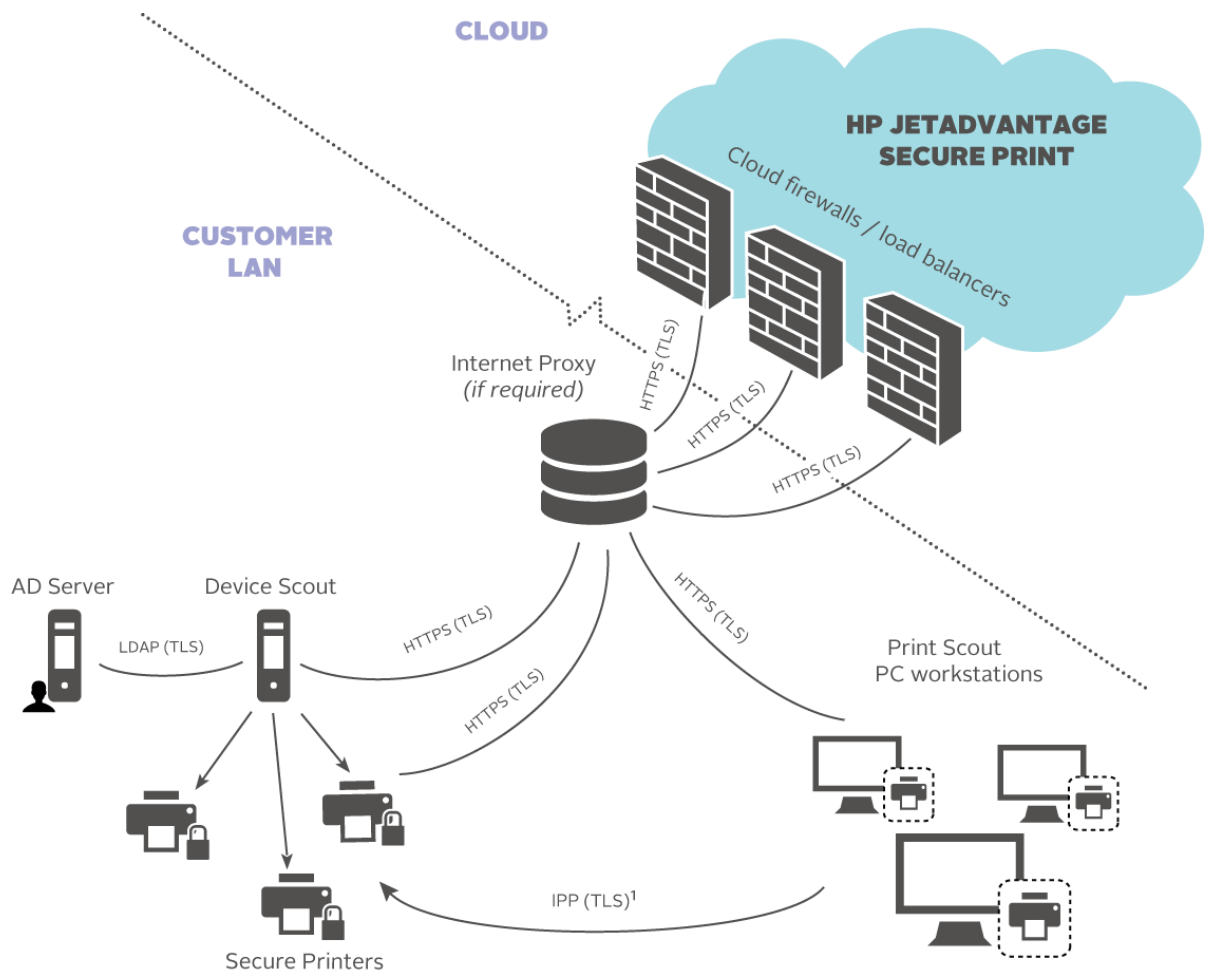 CLOUD
HP JETADVANTAGE
SECURE PRINT
Cloud firewalls / load balancers
CUSTOMER
LAN
Internet Proxy
(if required)
HTTPS (TLS)
HTTPS (TLS)
HTTPS (TLS)
AD Server
Device Scout
LDAP (TLS)
HTTPS (TLS)
HTTPS (TLS)
HTTPS (TLS)
Print Scout
PC workstations
IPP (TLS)¹
Secure Printers